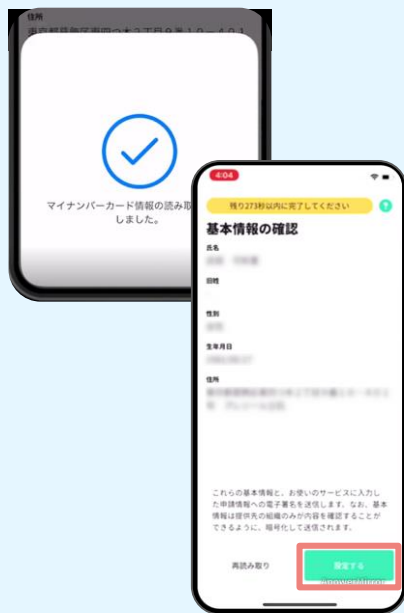 住所
マイナンバーカード情報の読み取
しました。
4:04
残り273秒以内に完了してください
基本情報の確認
氏名
旧姓
性別
生年月日
住所
これらの基本情報と、お使いのサービスに入力し
た申請情報への電子署名を送信します。なお、基本
情報は提供先の組織のみが内容を確認することが
できるように、暗号化して送信されます。
再読み取り
設定する
ApowerMirror